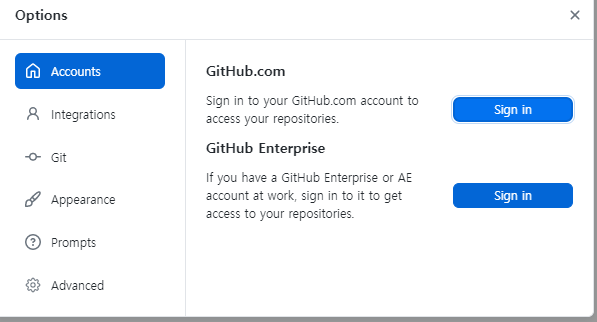 Options
Accounts
Integrations
Git
Appearance
Prompts
Advanced
GitHub.com
Sign in to your GitHub.com account to
access your repositories.
Sign in
GitHub Enterprise
If you have a GitHub Enterprise or AE
account at work, sign in to it to get
access to your repositories.
Sign in